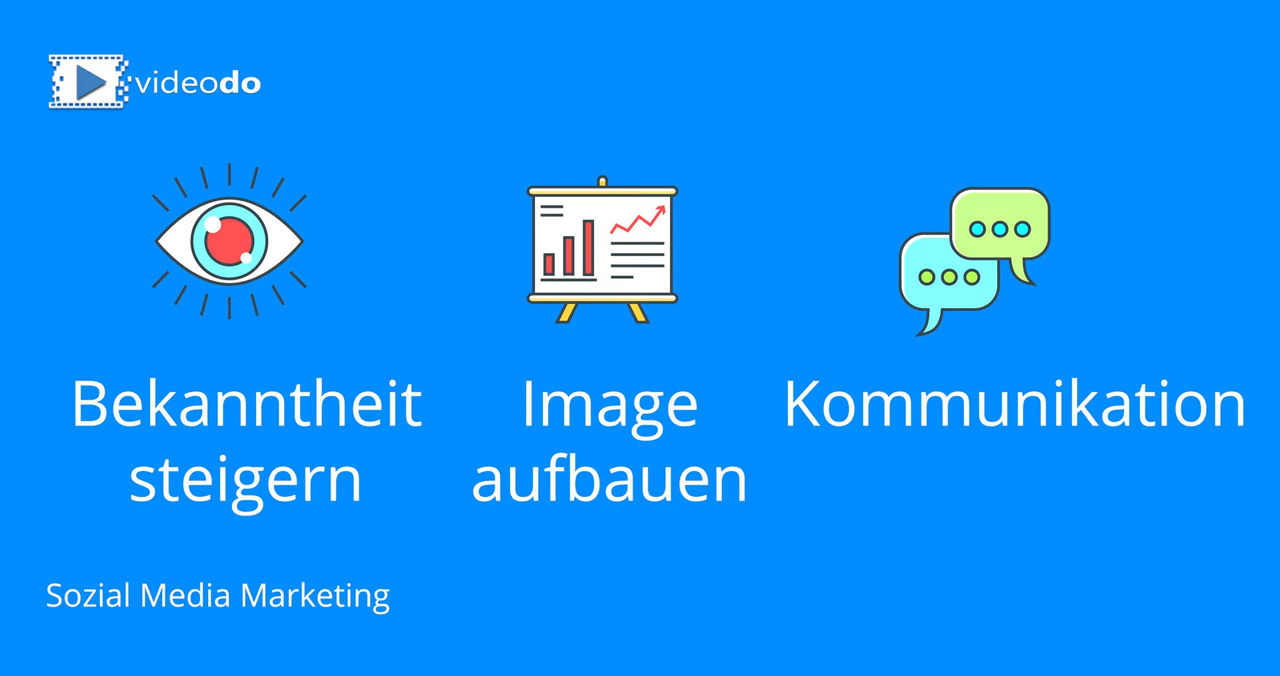 videodo
Bekanntheit
steigern
Image
aufbauen
Kommunikation
Sozial Media Marketing